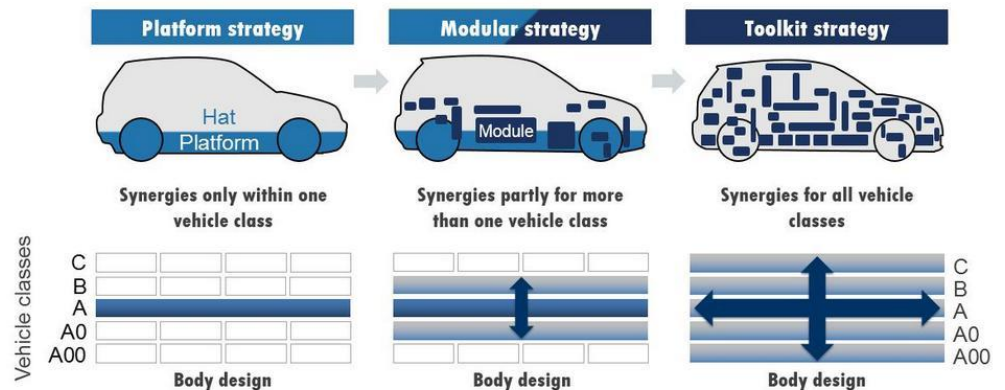 Platform strategy
Modular strategy
Toolkit strategy
Hat
Platform
Module
Synergies only within one
vehicle class
Synergies partly for more
than one vehicle class
Synergies for all vehicle
classes
Vehicle classes
C
B
A
A0
A00
C
B
A
A0
A00
Body design
Body design
Body design